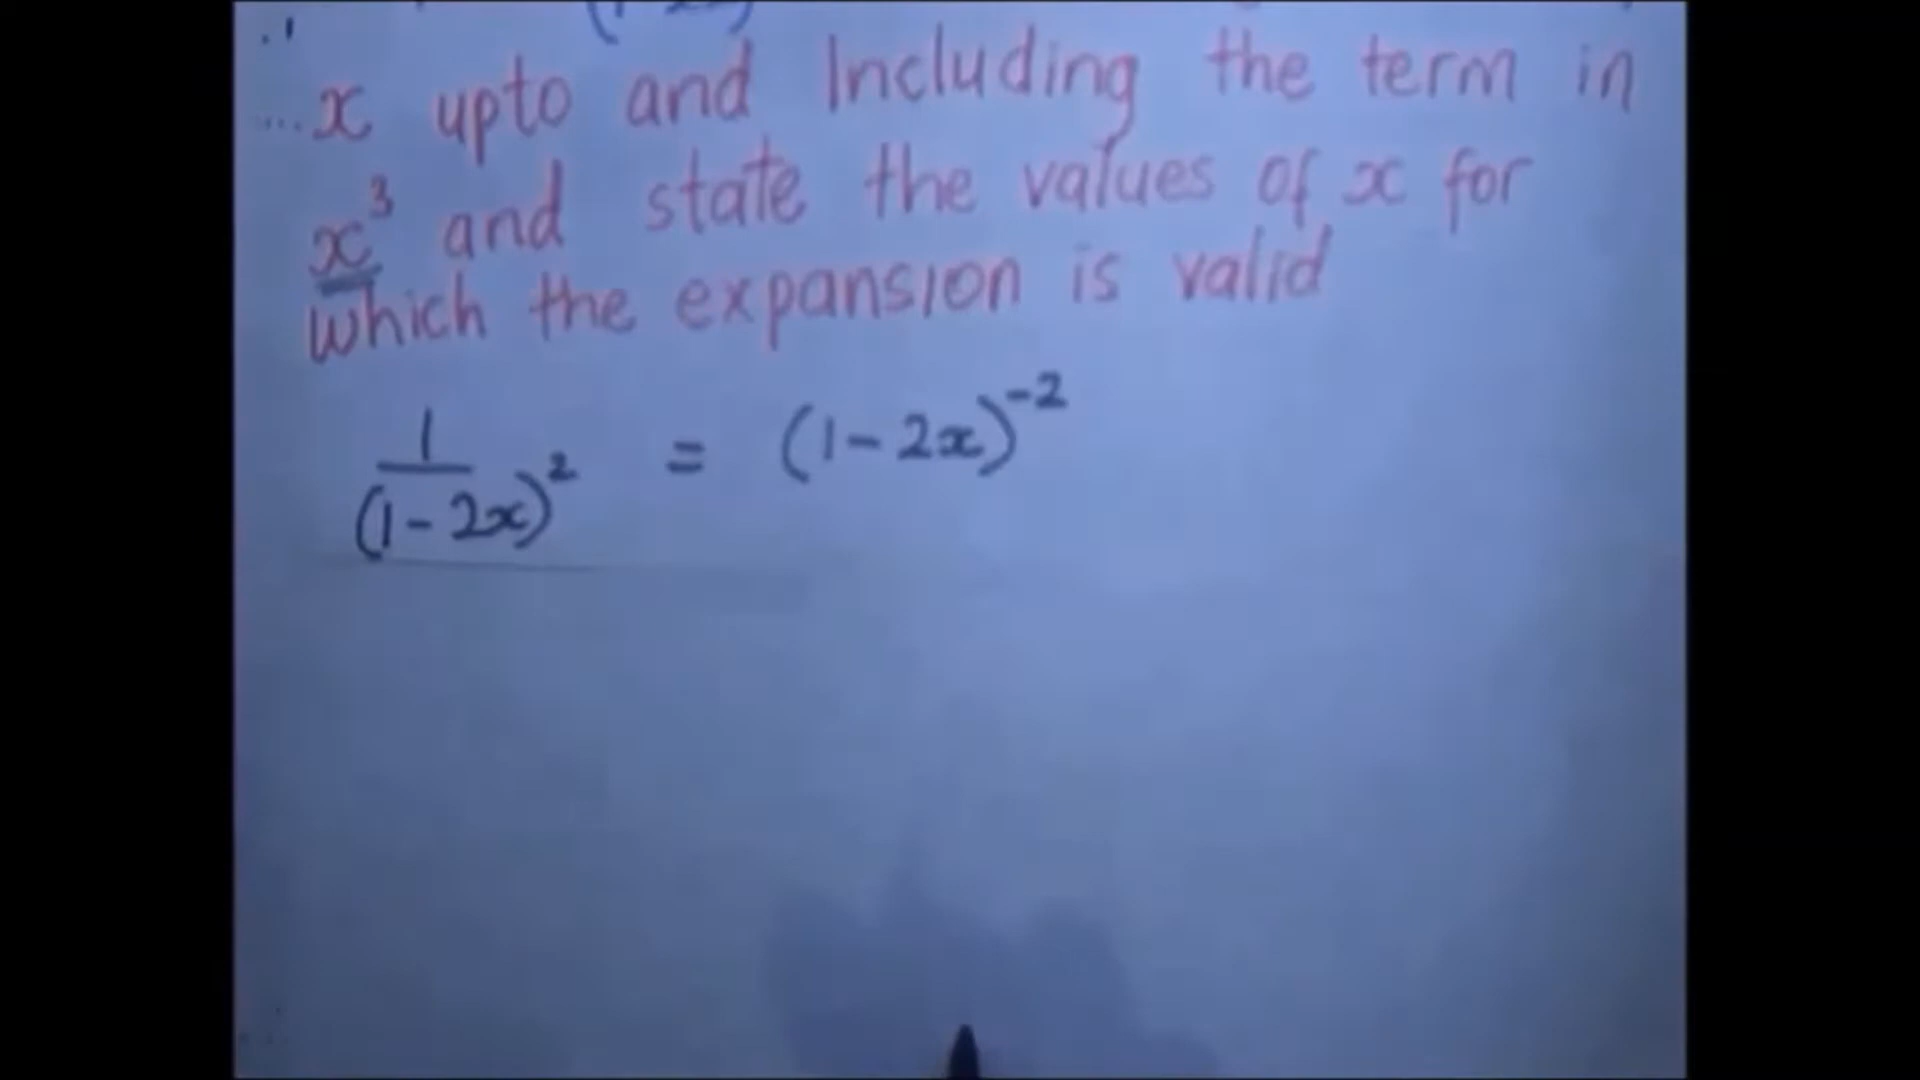 x upto and Including the term in
x³ and state the values of x for
which the expansion is valid
1/(1-2x)² = (1-2x)⁻²